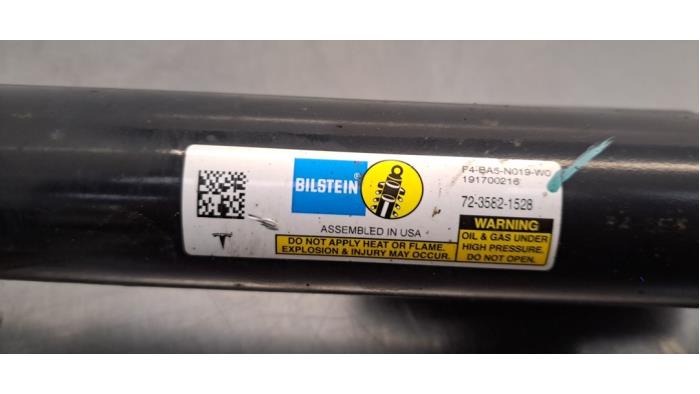 BILSTEIN
F4-BA5-N019-W0
191700216
72-3582-1528
ASSEMBLED IN USA
DO NOT APPLY HEAT OR FLAME.
EXPLOSION & INJURY MAY OCCUR.
WARNING
OIL & GAS UNDER
HIGH PRESSURE.
DO NOT OPEN.